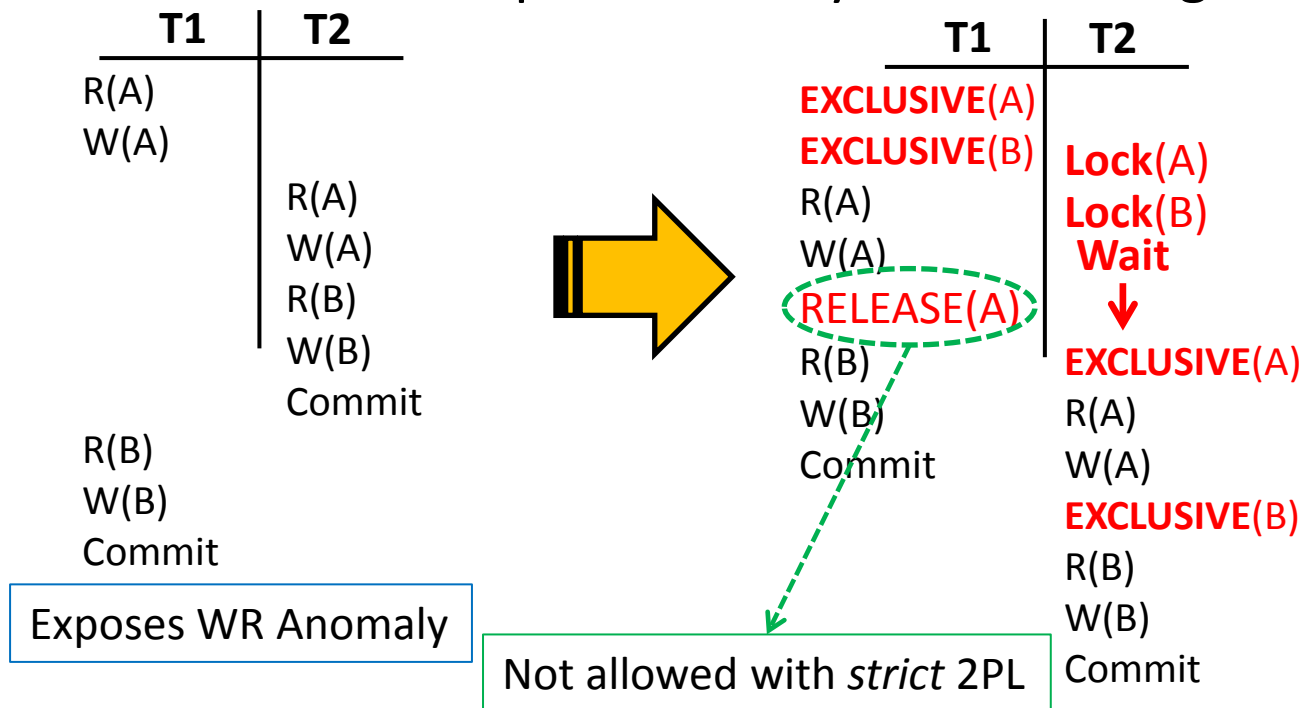 T1 T2
R(A)
W(A)
R(A)
W(A)
R(B)
W(B)
Commit
R(B)
W(B)
Commit
Exposes WR Anomaly
T1 T2
EXCLUSIVE(A)
EXCLUSIVE(B)
R(A)
W(A)
RELEASE(A)
R(B)
W(B)
Commit
Lock(A)
Lock(B)
Wait
EXCLUSIVE(A)
R(A)
W(A)
EXCLUSIVE(B)
R(B)
W(B)
Commit
Not allowed with strict 2PL